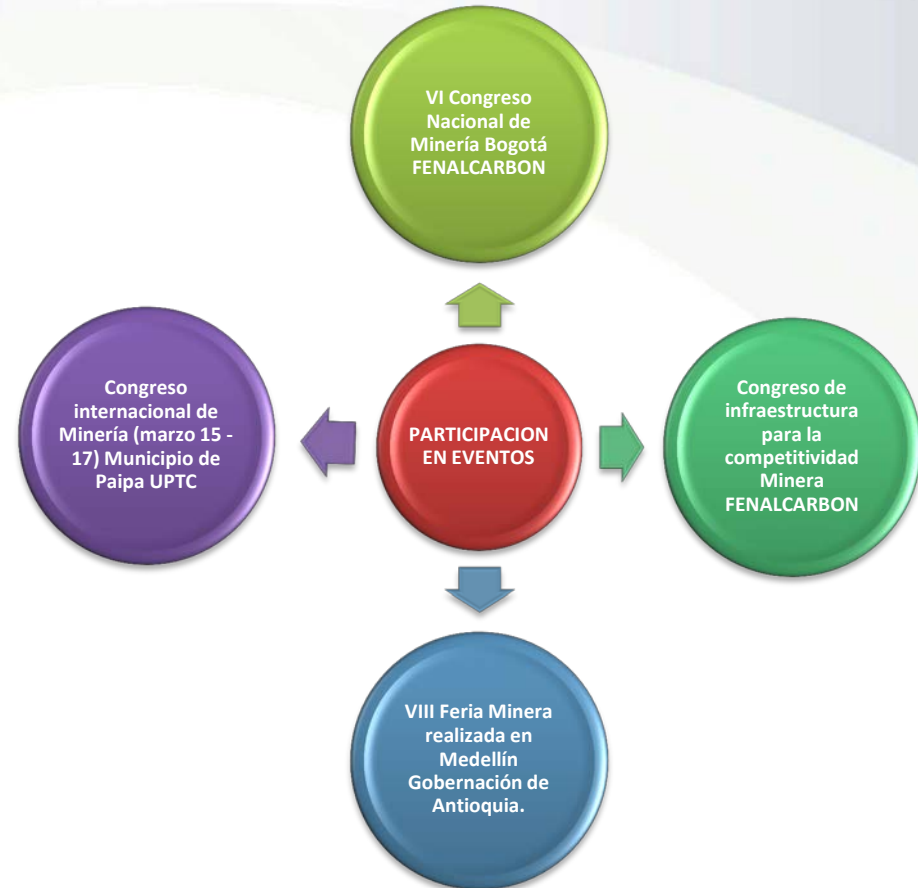 VI Congreso
Nacional de
Minería Bogotá
FENALCARBON
Congreso
internacional de
Minería (marzo 15 -
17) Municipio de
Paipa UPTC
PARTICIPACION
EN EVENTOS
Congreso de
infraestructura
para la
competitividad
Minera
FENALCARBON
VIII Feria Minera
realizada en
Medellín
Gobernación de
Antioquia.